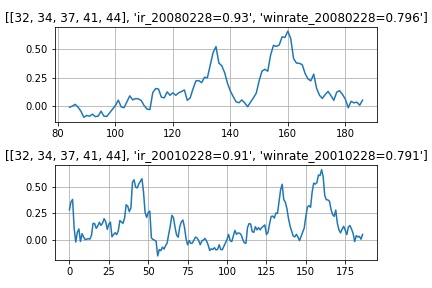 [[32, 34, 37, 41, 44], 'ir_20080228=0.93', 'winrate_20080228=0.796']
0.50
0.25
0.00
80 100 120 140 160 180
[[32, 34, 37, 41, 44], 'ir_20010228=0.91', 'winrate_20010228=0.791']
0.50
0.25
0.00
0 25 50 75 100 125 150 175